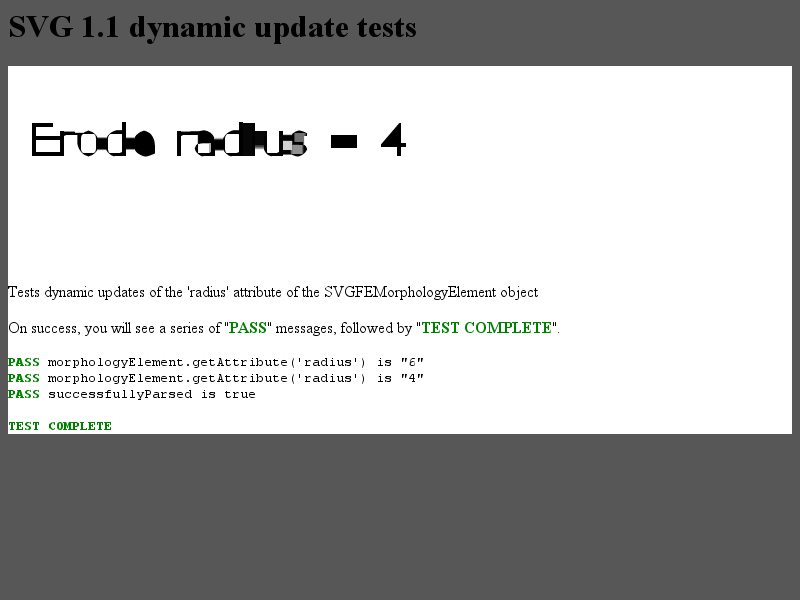 SVG 1.1 dynamic update tests
Erode radius = 4
Tests dynamic updates of the 'radius' attribute of the SVGFEMorphologyElement object
On success, you will see a series of "PASS" messages, followed by "TEST COMPLETE".
PASS morphologyElement.getAttribute('radius') is "6"
PASS morphologyElement.getAttribute('radius') is "4"
PASS successfullyParsed is true
TEST COMPLETE